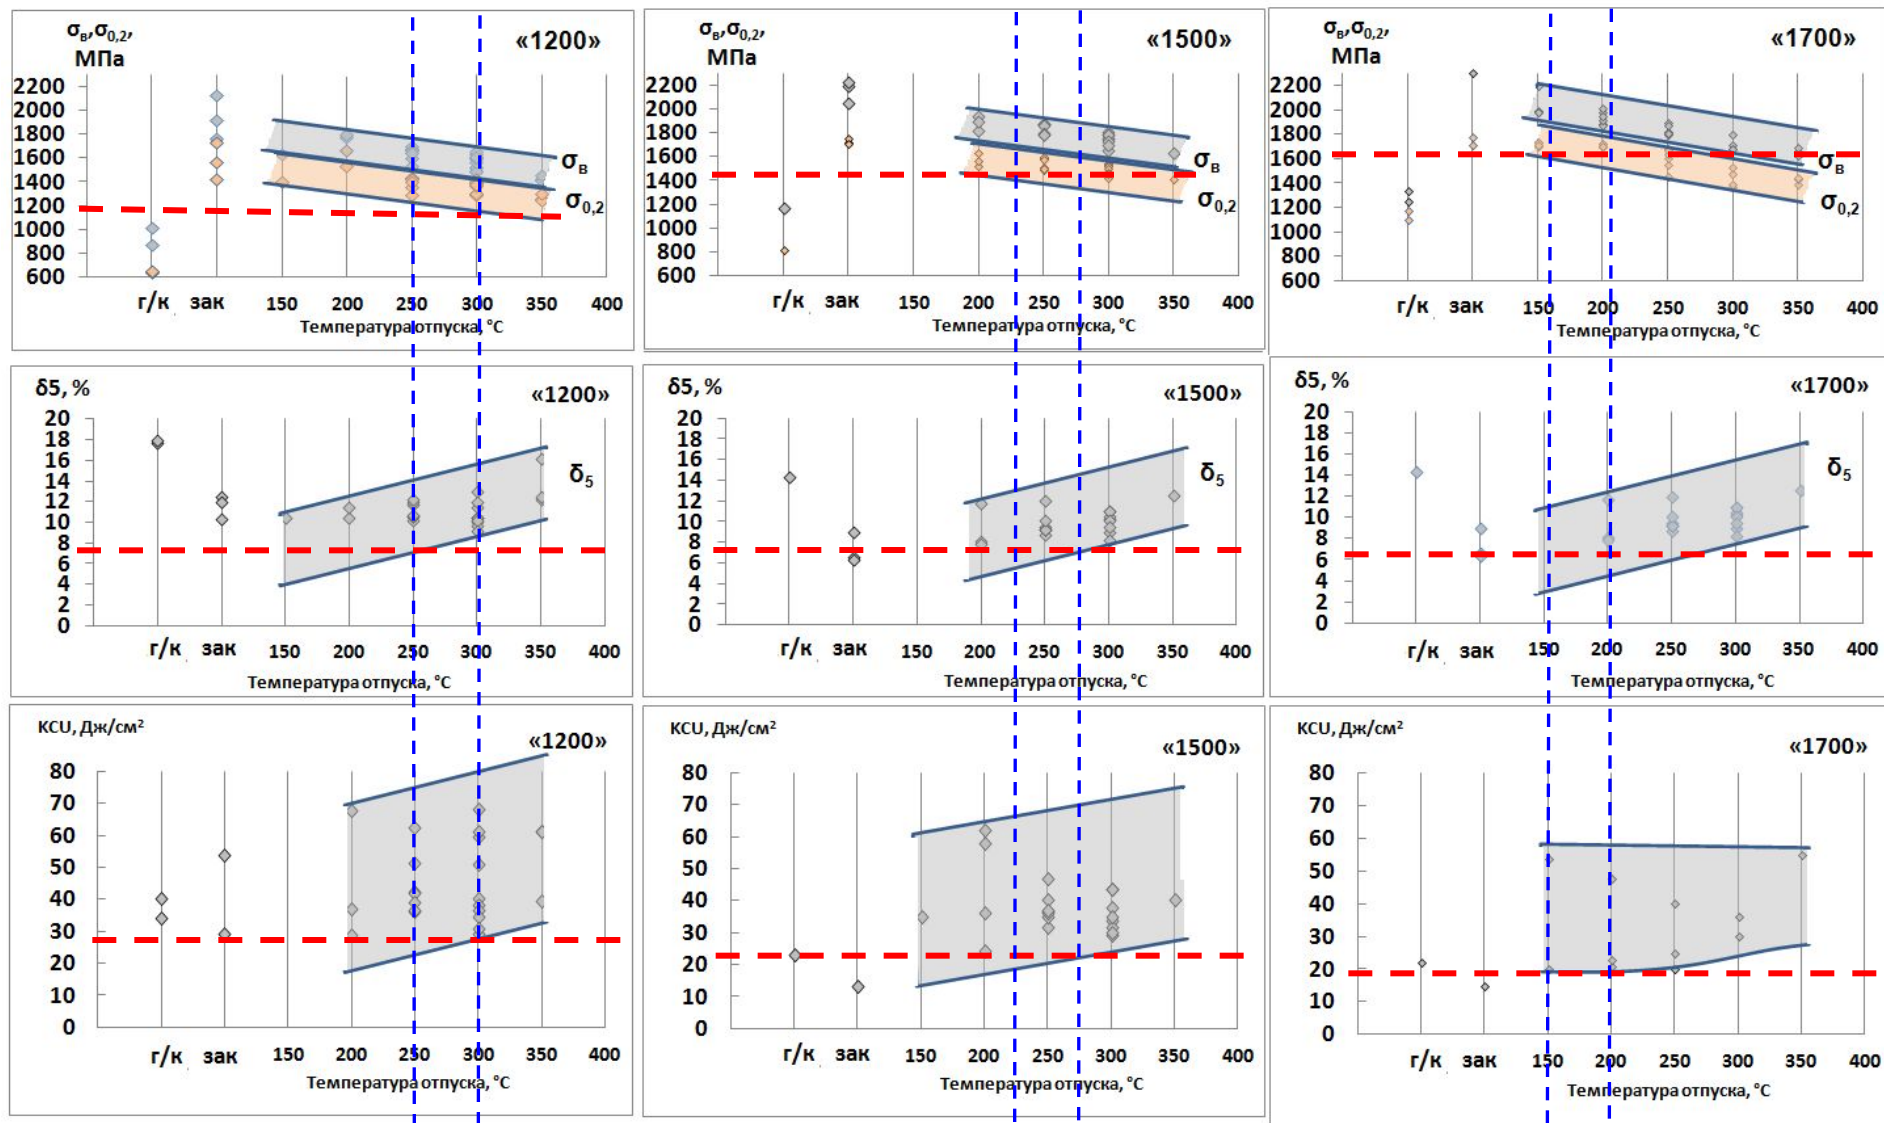 σв,σ0,2,
МПа
«1200»
2200
2000
1800
1600
1400
1200
1000
800
600
σв
σ0,2
г/к зак 150 200 250 300 350 400
Температура отпуска, °С
σв,σ0,2,
МПа
«1500»
2200
2000
1800
1600
1400
1200
1000
800
600
σв
σ0,2
г/к зак 150 200 250 300 350 400
Температура отпуска, °С
σв,σ0,2,
МПа
«1700»
2200
2000
1800
1600
1400
1200
1000
800
600
σв
σ0,2
г/к зак 150 200 250 300 350 400
Температура отпуска, °С
δ5, %
«1200»
20
18
16
14
12
10
8
6
4
2
0
δ5
г/к зак 150 200 250 300 350 400
Температура отпуска, °С
δ5, %
«1500»
20
18
16
14
12
10
8
6
4
2
0
δ5
г/к зак 150 200 250 300 350 400
Температура отпуска, °С
δ5, %
«1700»
20
18
16
14
12
10
8
6
4
2
0
δ5
г/к зак 150 200 250 300 350 400
Температура отпуска, °С
KCU, Дж/см²
«1200»
80
70
60
50
40
30
20
10
0
г/к зак 150 200 250 300 350 400
Температура отпуска, °С
KCU, Дж/см²
«1500»
80
70
60
50
40
30
20
10
0
г/к зак 150 200 250 300 350 400
Температура отпуска, °С
KCU, Дж/см²
«1700»
80
70
60
50
40
30
20
10
0
г/к зак 150 200 250 300 350 400
Температура отпуска, °С